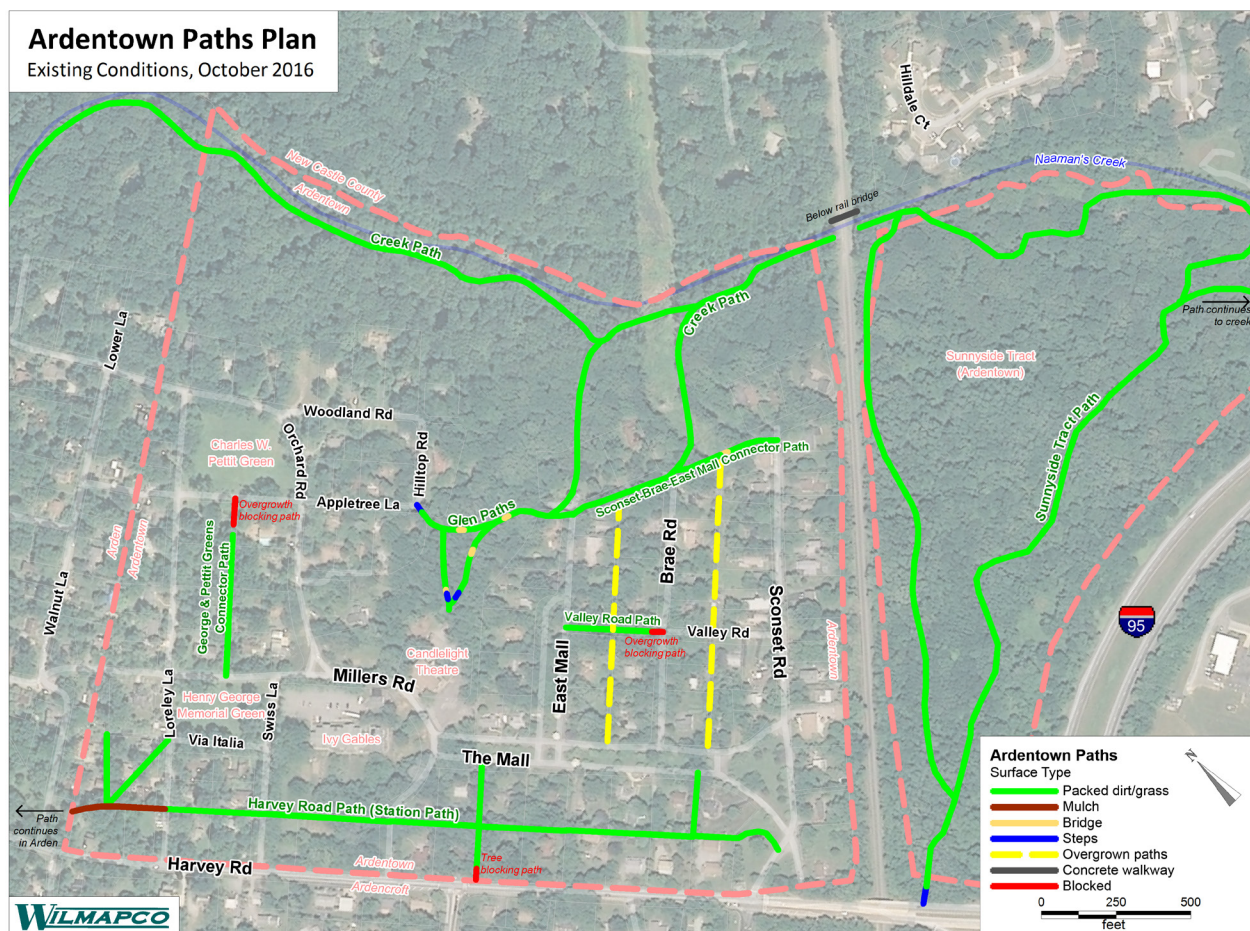 Ardentown Paths Plan
Existing Conditions, October 2016
Hilldale Ct
New Castle County
Ardentown
Naaman's Creek
Below rail bridge
Creek Path
Creek Path
Path continues
to creek
Lower La
Sunnyside Tract
(Ardentown)
Woodland Rd
Charles W.
Pettit Green
Orchard Rd
Hilltop Rd
Sconset-Brae-East Mall Connector Path
Sunnyside Tract Path
Appletree La
Overgrowth
blocking path
Glen Paths
Arden
Ardentown
George & Pettit Greens
Connector Path
Brae Rd
Walnut La
Valley Road Path
Valley Rd
Overgrowth
blocking path
Sconset Rd
Ardentown
95
Candlelight
Theatre
East Mall
Millers Rd
Henry George
Memorial Green
Loreley La
Swiss La
Via Italia
Ivy Gables
The Mall
Harvey Road Path (Station Path)
Path
continues
in Arden
Harvey Rd
Ardentown
Ardencroft
Tree
blocking path
N
Ardentown Paths
Surface Type
Packed dirt/grass
Mulch
Bridge
Steps
Overgrown paths
Concrete walkway
Blocked
0 250 500
feet
WILMAPCO